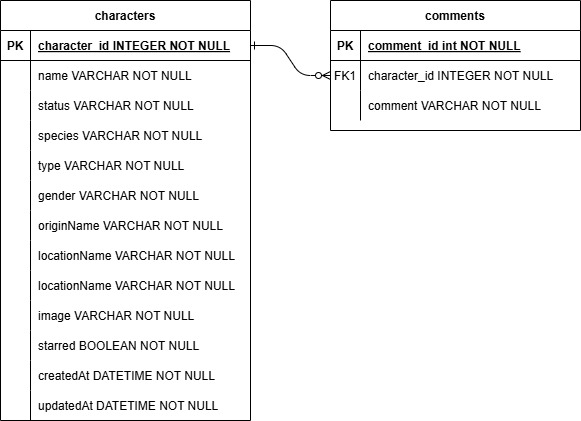 characters
PK character_id INTEGER NOT NULL
name VARCHAR NOT NULL
status VARCHAR NOT NULL
species VARCHAR NOT NULL
type VARCHAR NOT NULL
gender VARCHAR NOT NULL
originName VARCHAR NOT NULL
locationName VARCHAR NOT NULL
locationName VARCHAR NOT NULL
image VARCHAR NOT NULL
starred BOOLEAN NOT NULL
createdAt DATETIME NOT NULL
updatedAt DATETIME NOT NULL
comments
PK comment_id int NOT NULL
FK1 character_id INTEGER NOT NULL
comment VARCHAR NOT NULL